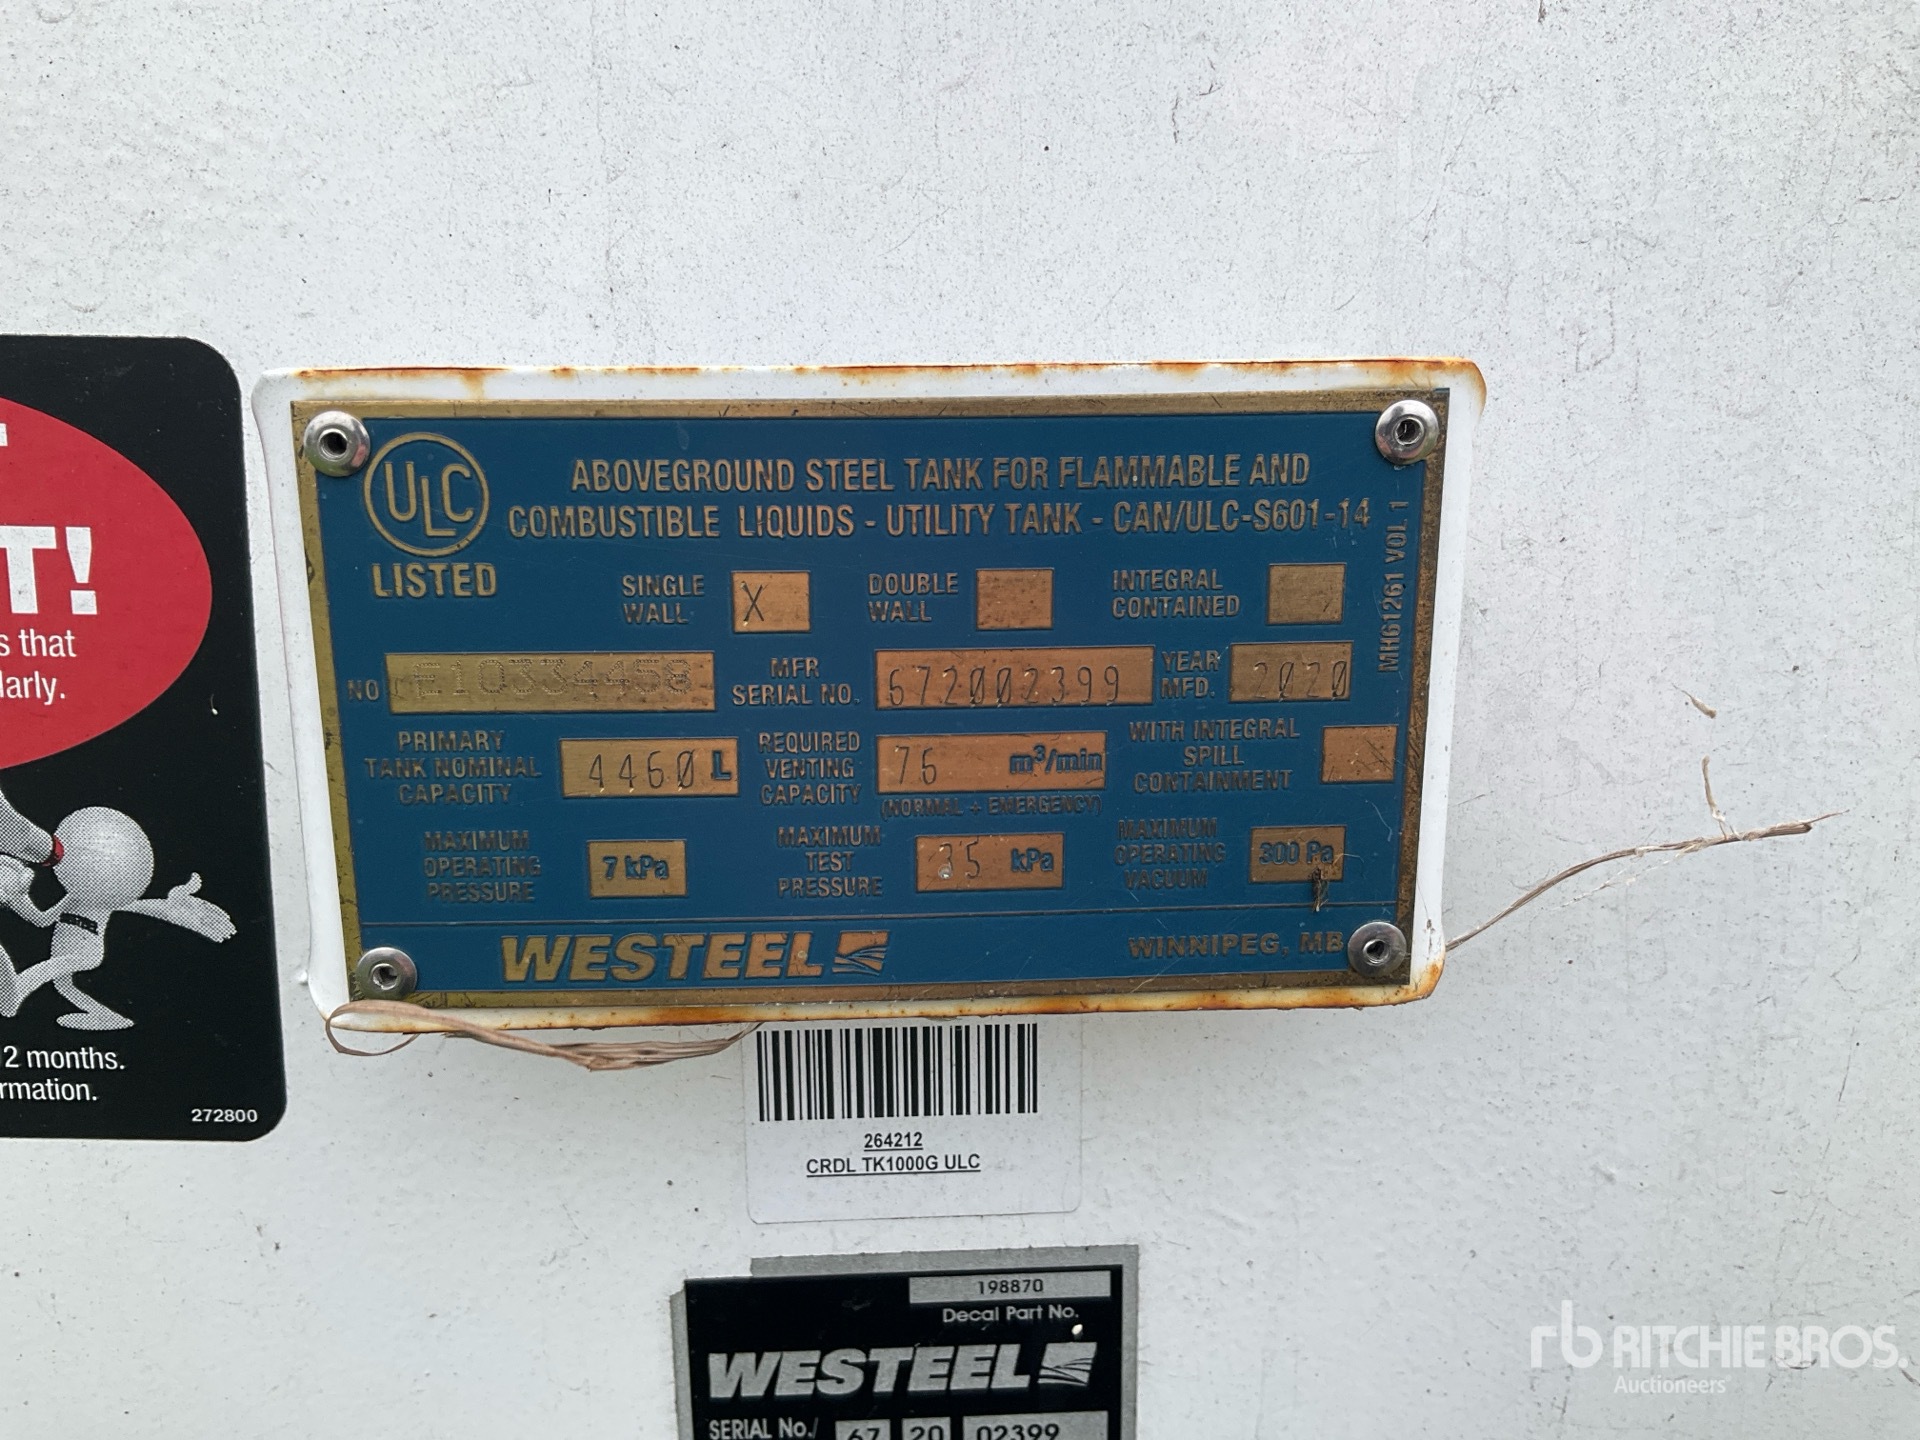 ULC
LISTED
ABOVEGROUND STEEL TANK FOR FLAMMABLE AND
COMBUSTIBLE LIQUIDS - UTILITY TANK - CAN/ULC-S601-14
MH61261 VOL 1
SINGLE WALL X
DOUBLE WALL
INTEGRAL CONTAINED
NO E10334458
MFR SERIAL NO. 672002399
YEAR MFD. 2020
PRIMARY TANK NOMINAL CAPACITY 4460 L
REQUIRED VENTING CAPACITY 76 m³/min
(NORMAL + EMERGENCY)
WITH INTEGRAL SPILL CONTAINMENT
MAXIMUM OPERATING PRESSURE 7 kPa
MAXIMUM TEST PRESSURE 35 kPa
MAXIMUM OPERATING VACUUM 300 Pa
WESTEEL
WINNIPEG, MB
T!
s that
larly.
2 months.
rmation.
272800
264212
CRDL TK1000G ULC
198870
Decal Part No.
WESTEEL
SERIAL No./ 67 20 02399
rb RITCHIE BROS.
Auctioneers